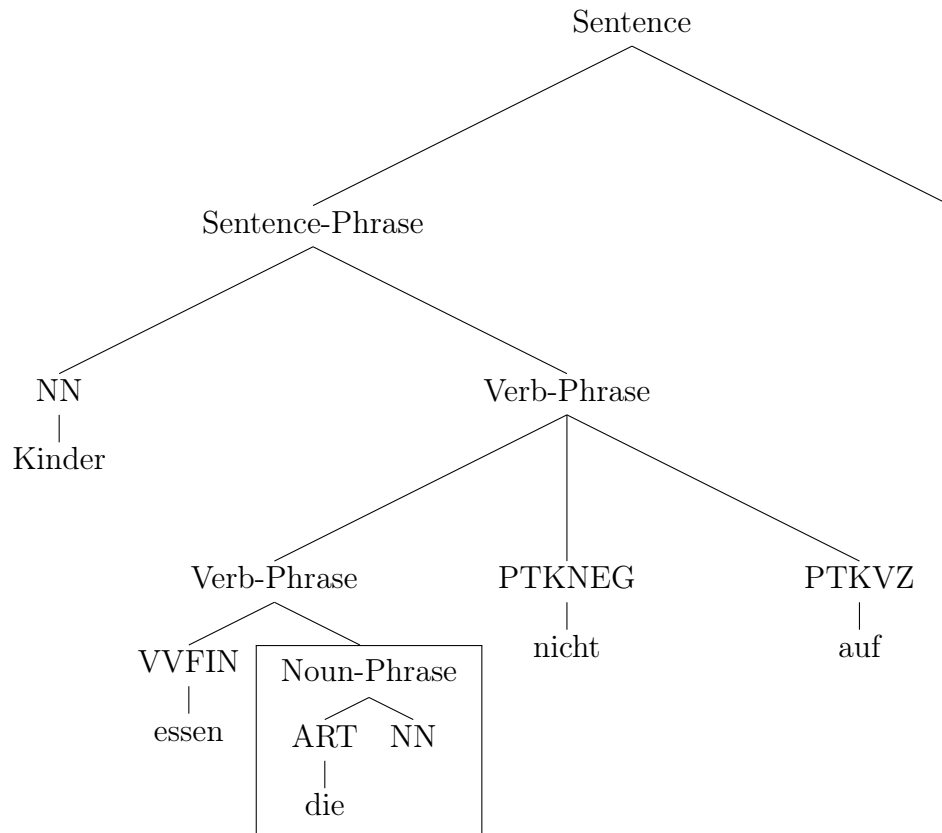 Sentence
Sentence-Phrase
NN Verb-Phrase
Kinder
Verb-Phrase PTKNEG PTKVZ
nicht auf
VVFIN Noun-Phrase
essen ART NN
die